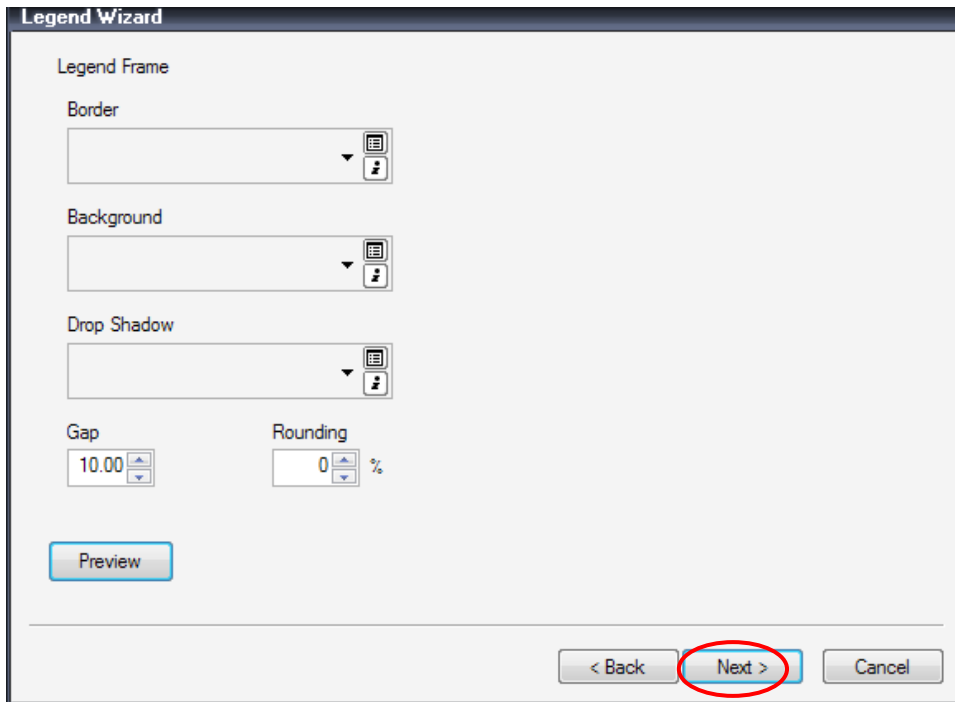 Legend Wizard
Legend Frame
Border
Background
Drop Shadow
Gap Rounding
10.00 0 %
Preview
< Back Next > Cancel